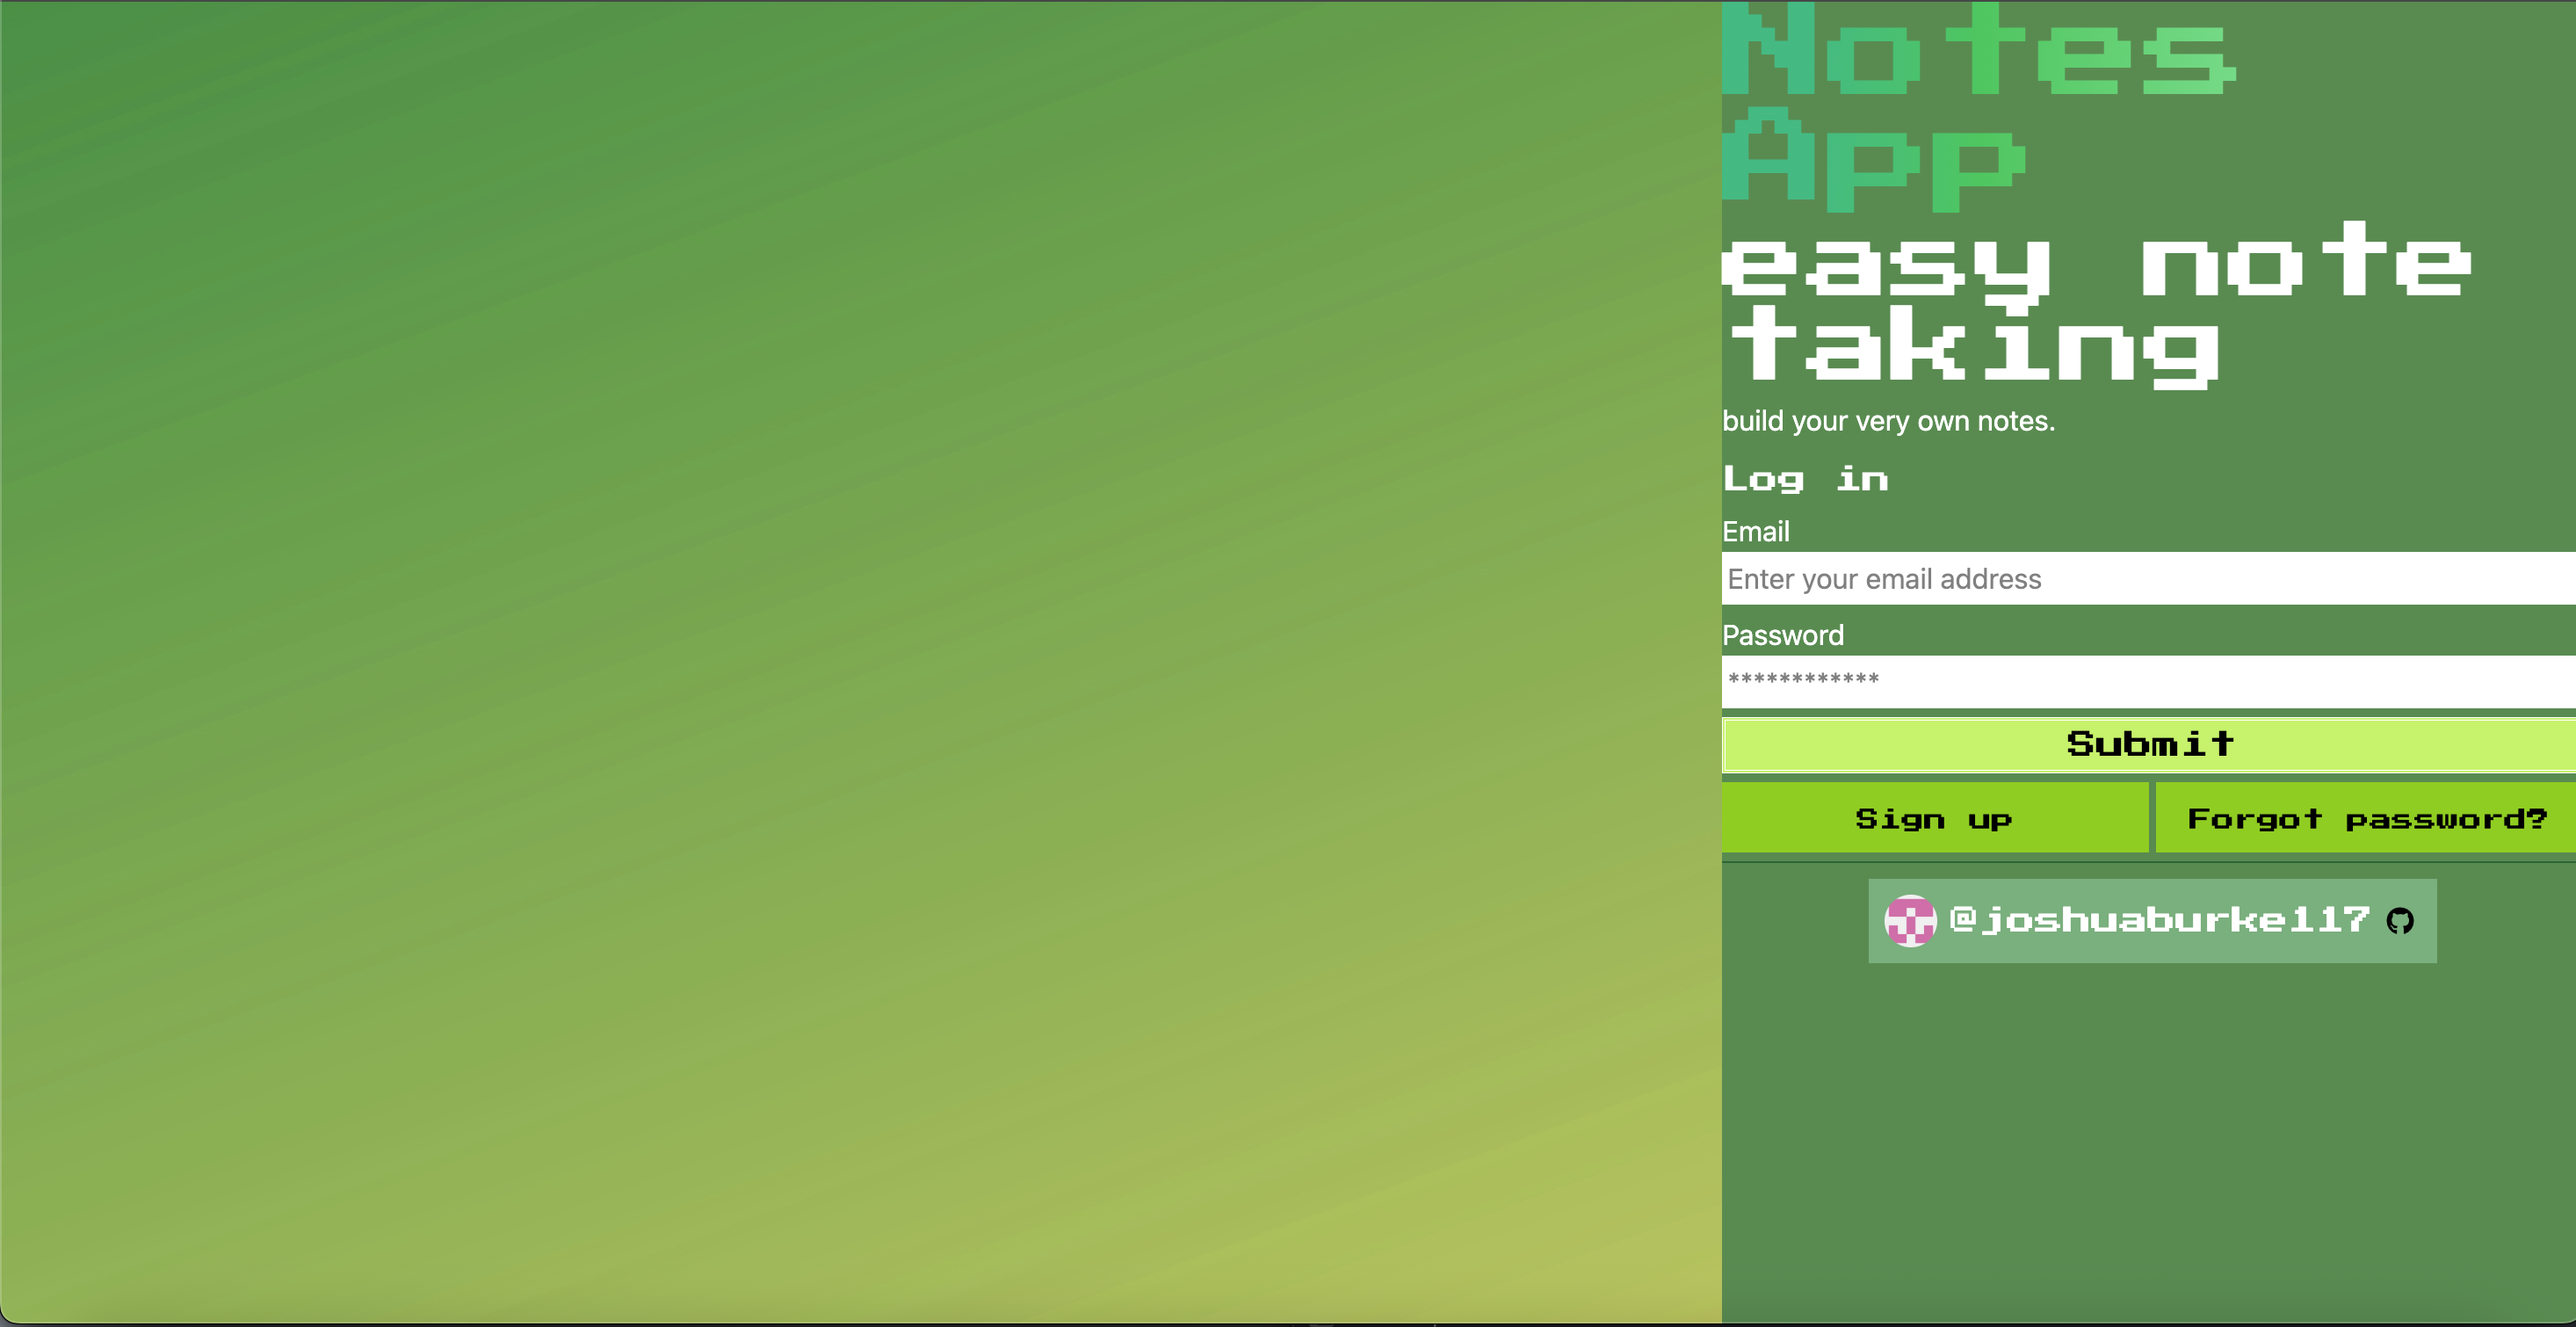 Notes
App
easy note
taking
build your very own notes.
Log in
Email
Enter your email address
Password
************
Submit
Sign up
Forgot password?
@joshuaburke117